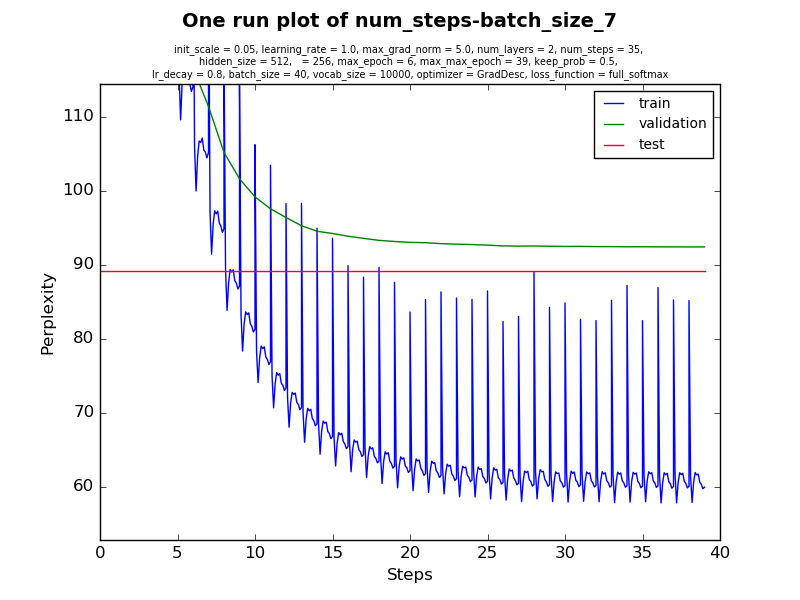 One run plot of num_steps-batch_size_7
init_scale = 0.05, learning_rate = 1.0, max_grad_norm = 5.0, num_layers = 2, num_steps = 35,
hidden_size = 512,   = 256, max_epoch = 6, max_max_epoch = 39, keep_prob = 0.5,
lr_decay = 0.8, batch_size = 40, vocab_size = 10000, optimizer = GradDesc, loss_function = full_softmax
train
validation
test
110
100
90
80
70
60
Perplexity
0 5 10 15 20 25 30 35 40
Steps